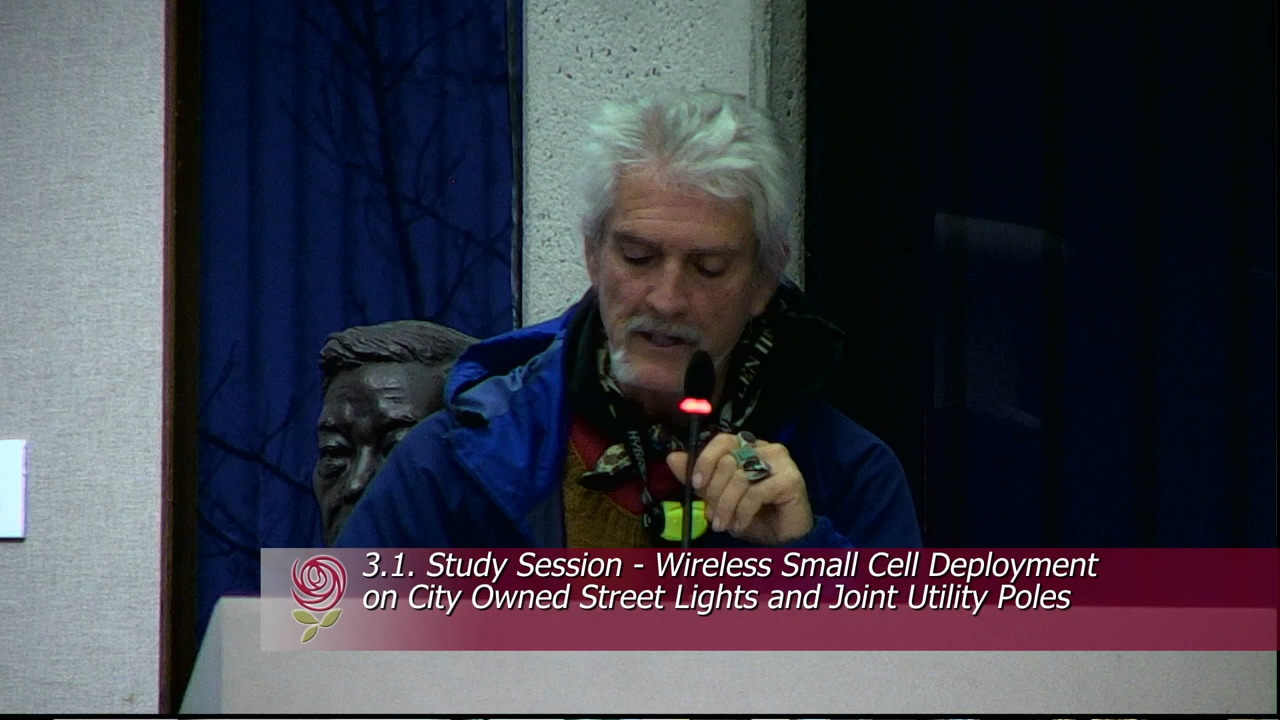 3.1. Study Session - Wireless Small Cell Deployment
on City Owned Street Lights and Joint Utility Poles